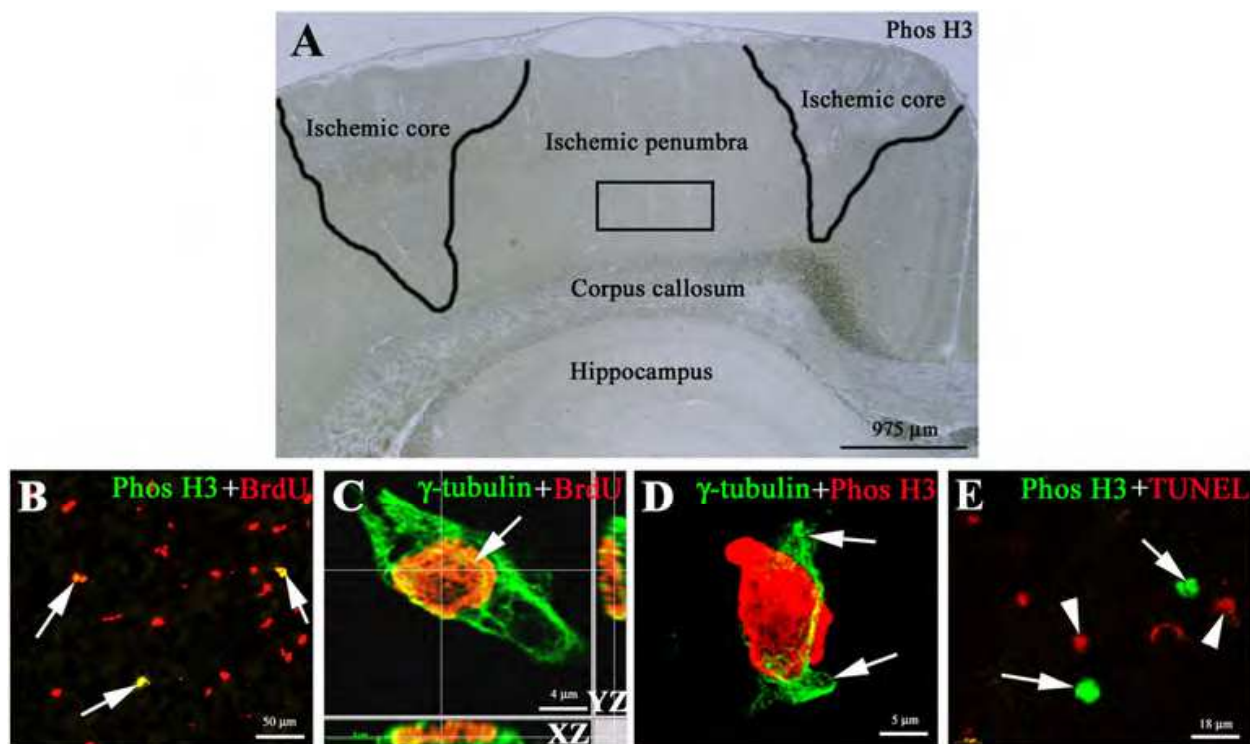 A
Phos H3
Ischemic core
Ischemic core
Ischemic penumbra
Corpus callosum
Hippocampus
975 μm
B
Phos H3+BrdU
50 μm
C
γ-tubulin+BrdU
4 μm
YZ
XZ
D
γ-tubulin+Phos H3
5 μm
E
Phos H3+TUNEL
18 μm